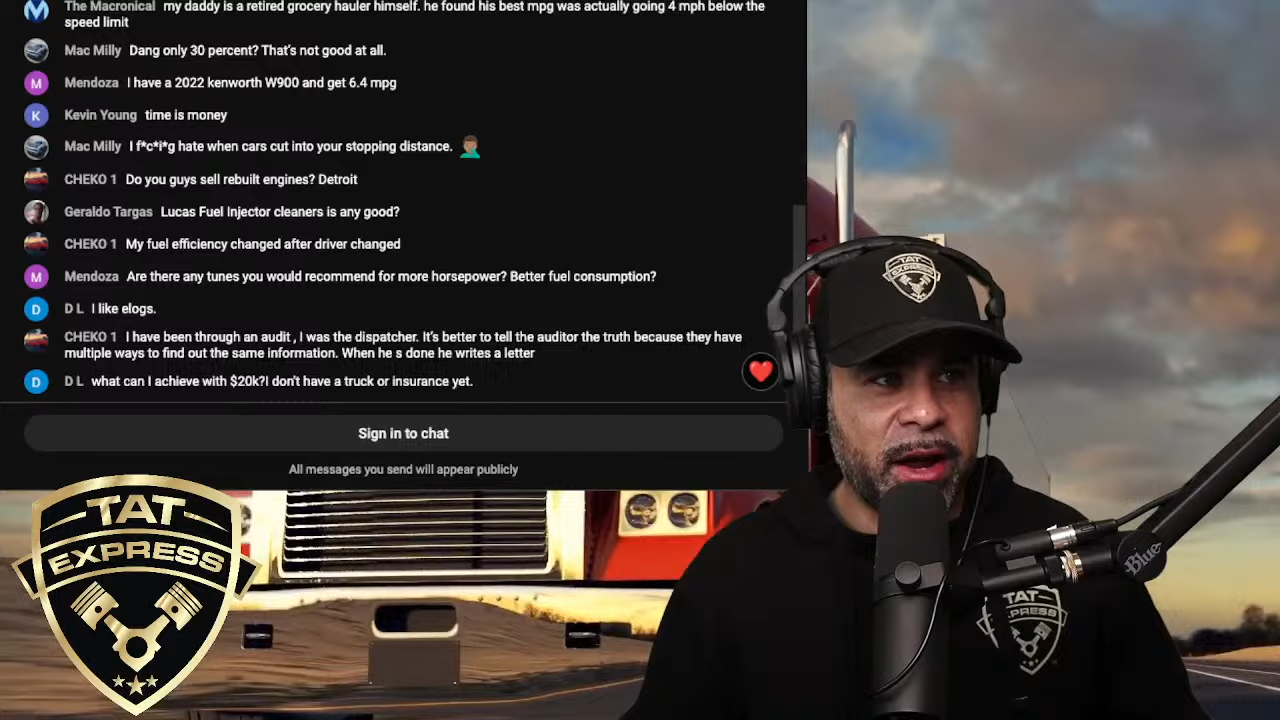 The Macronical my daddy is a retired grocery hauler himself. he found his best mpg was actually going 4 mph below the
speed limit
Mac Milly Dang only 30 percent? That's not good at all.
M Mendoza I have a 2022 kenworth W900 and get 6.4 mpg
K Kevin Young time is money
Mac Milly I f*c*i*g hate when cars cut into your stopping distance. 🤦🏽‍♂️
CHEKO 1 Do you guys sell rebuilt engines? Detroit
Geraldo Targas Lucas Fuel Injector cleaners is any good?
CHEKO 1 My fuel efficiency changed after driver changed
M Mendoza Are there any tunes you would recommend for more horsepower? Better fuel consumption?
D D L I like elogs.
CHEKO 1 I have been through an audit , I was the dispatcher. It's better to tell the auditor the truth because they have
multiple ways to find out the same information. When he s done he writes a letter
D D L what can I achieve with $20k?I don't have a truck or insurance yet.
Sign in to chat
All messages you send will appear publicly
TAT
EXPRESS
TAT
EXPRESS
Blue
TAT
PRESS